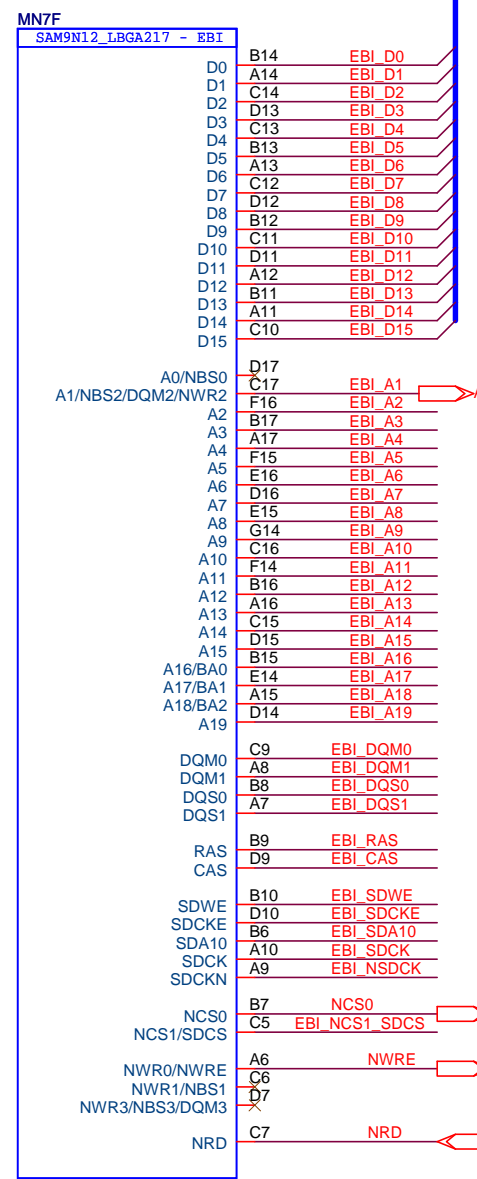 MN7F
SAM9N12_LBGA217 - EBI
D0 B14 EBI_D0
D1 A14 EBI_D1
D2 C14 EBI_D2
D3 D13 EBI_D3
D4 C13 EBI_D4
D5 B13 EBI_D5
D6 A13 EBI_D6
D7 C12 EBI_D7
D8 D12 EBI_D8
D9 B12 EBI_D9
D10 C11 EBI_D10
D11 D11 EBI_D11
D12 A12 EBI_D12
D13 B11 EBI_D13
D14 A11 EBI_D14
D15 C10 EBI_D15
A0/NBS0 D17
A1/NBS2/DQM2/NWR2 C17 EBI_A1
A2 F16 EBI_A2
A3 B17 EBI_A3
A4 A17 EBI_A4
A5 F15 EBI_A5
A6 E16 EBI_A6
A7 D16 EBI_A7
A8 E15 EBI_A8
A9 G14 EBI_A9
A10 C16 EBI_A10
A11 F14 EBI_A11
A12 B16 EBI_A12
A13 A16 EBI_A13
A14 C15 EBI_A14
A15 D15 EBI_A15
A16/BA0 B15 EBI_A16
A17/BA1 E14 EBI_A17
A18/BA2 A15 EBI_A18
A19 D14 EBI_A19
DQM0 C9 EBI_DQM0
DQM1 A8 EBI_DQM1
DQS0 B8 EBI_DQS0
DQS1 A7 EBI_DQS1
RAS B9 EBI_RAS
CAS D9 EBI_CAS
SDWE B10 EBI_SDWE
SDCKE D10 EBI_SDCKE
SDA10 B6 EBI_SDA10
SDCK A10 EBI_SDCK
SDCKN A9 EBI_NSDCK
NCS0 B7 NCS0
NCS1/SDCS C5 EBI_NCS1_SDCS
NWR0/NWRE A6 NWRE
NWR1/NBS1 C6
NWR3/NBS3/DQM3 D7
NRD C7 NRD